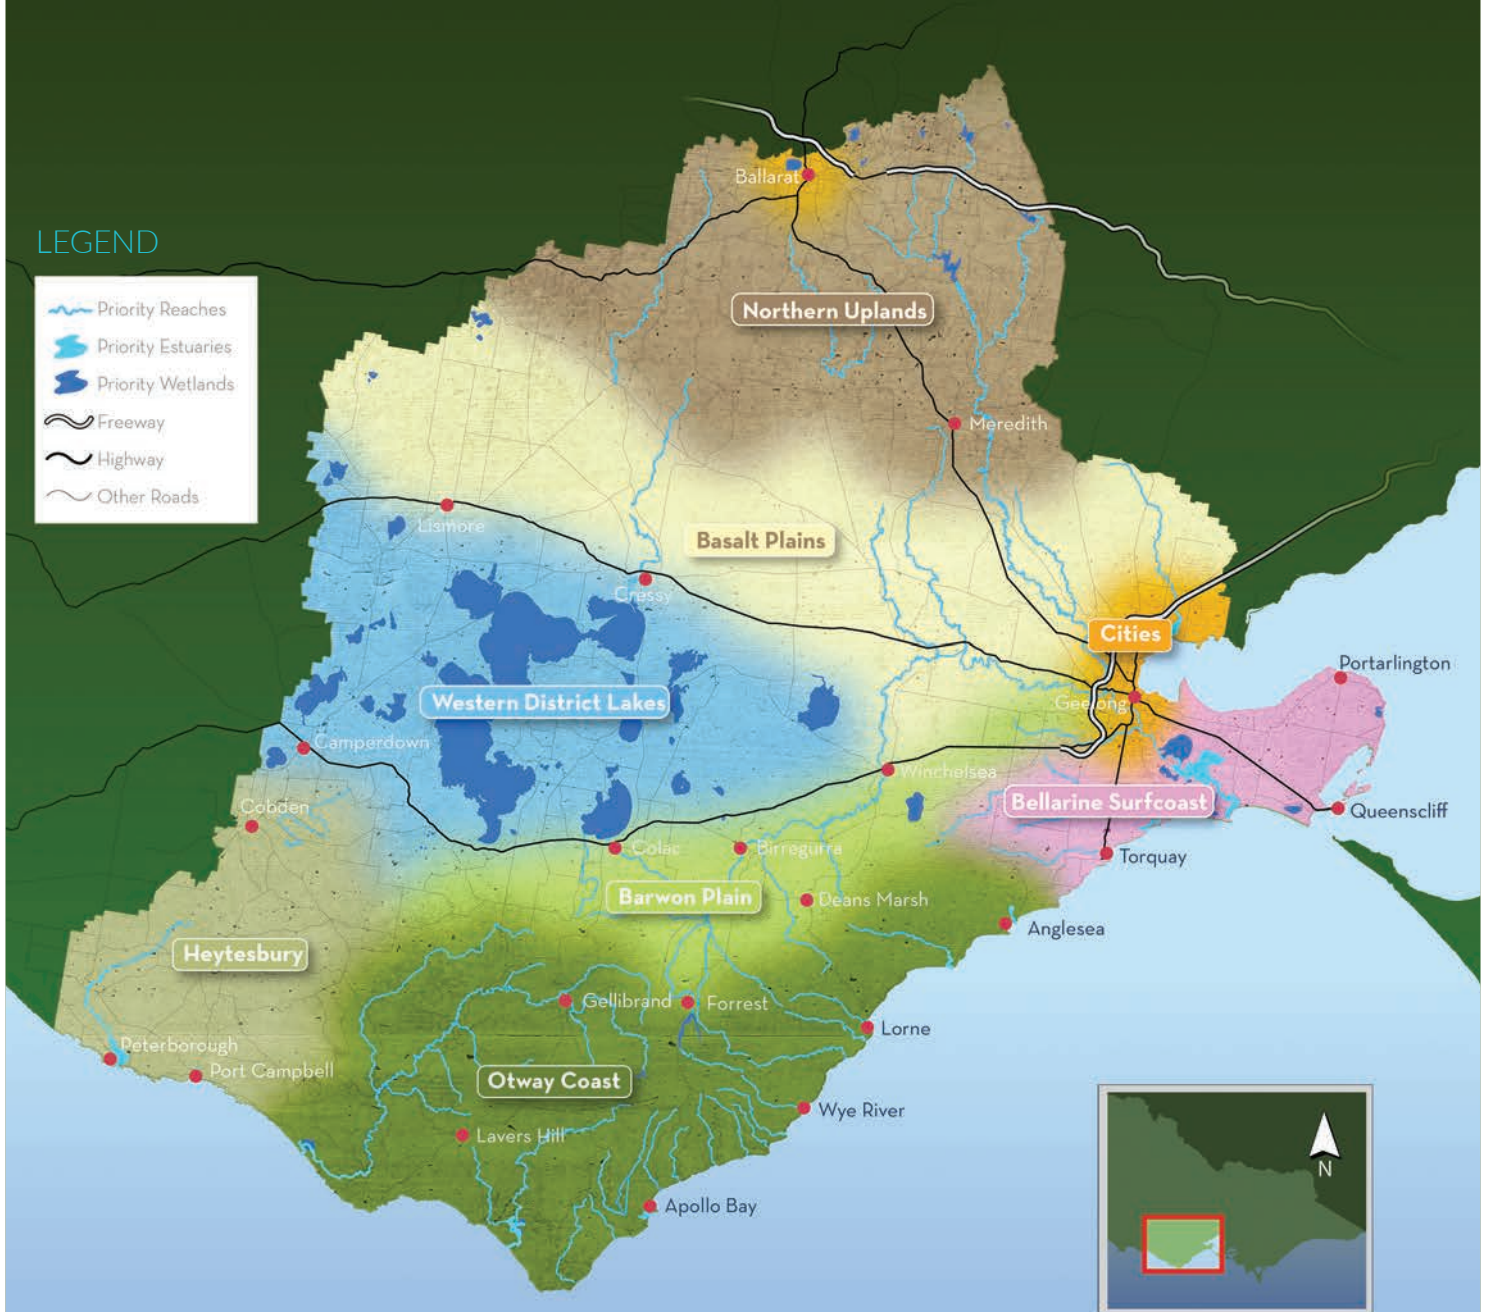 LEGEND
Priority Reaches
Priority Estuaries
Priority Wetlands
Freeway
Highway
Other Roads
Ballarat
Northern Uplands
Meredith
Lismore
Basalt Plains
Cressy
Cities
Portarlington
Western District Lakes
Geelong
Camperdown
Winchelsea
Cobden
Bellarine Surfcoast
Queenscliff
Colac
Birregurra
Torquay
Barwon Plain
Deans Marsh
Anglesea
Heytesbury
Gellibrand
Forrest
Lorne
Peterborough
Port Campbell
Otway Coast
Wye River
Lavers Hill
Apollo Bay
N